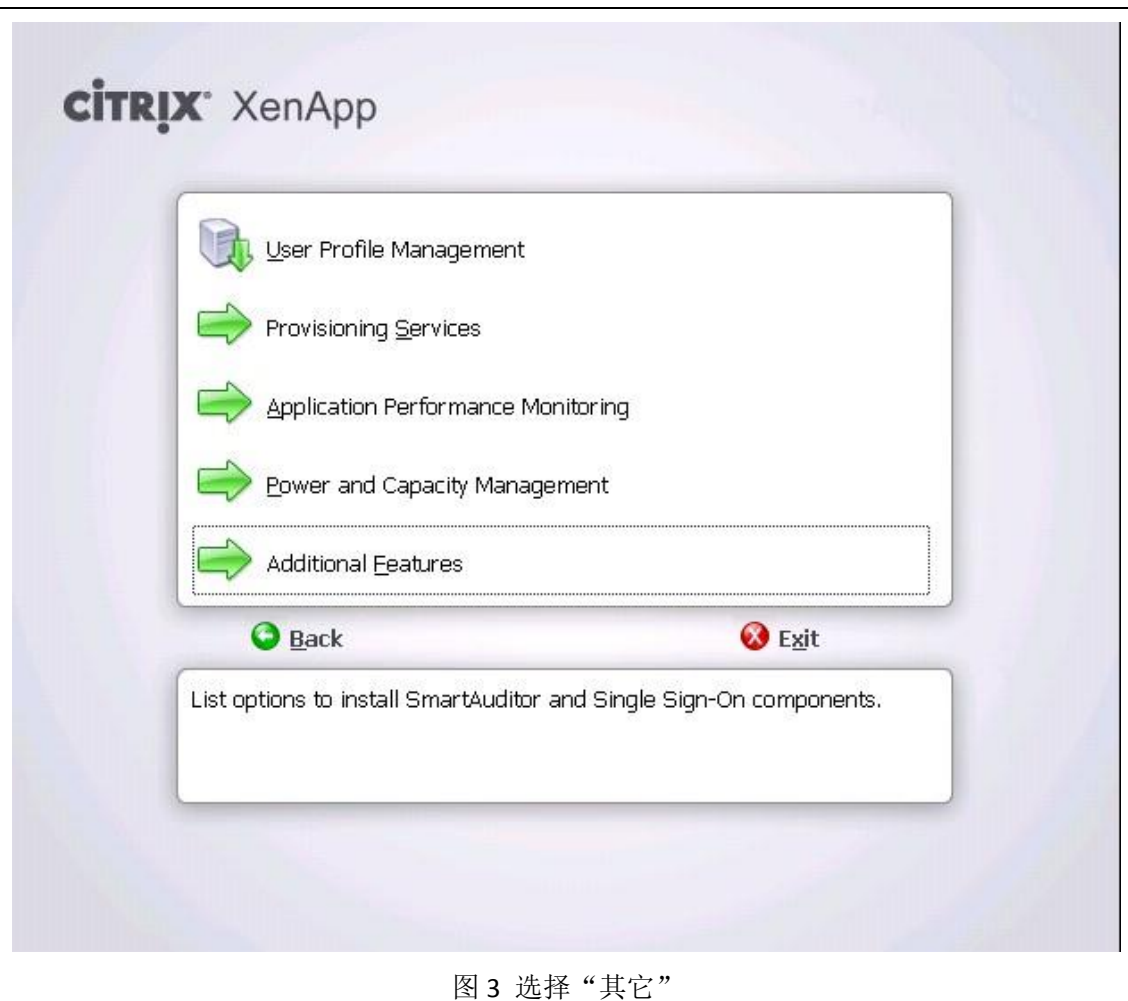 CITRIX XenApp
User Profile Management
Provisioning Services
Application Performance Monitoring
Power and Capacity Management
Additional Features
Back Exit
List options to install SmartAuditor and Single Sign-On components.
图 3 选择“其它”